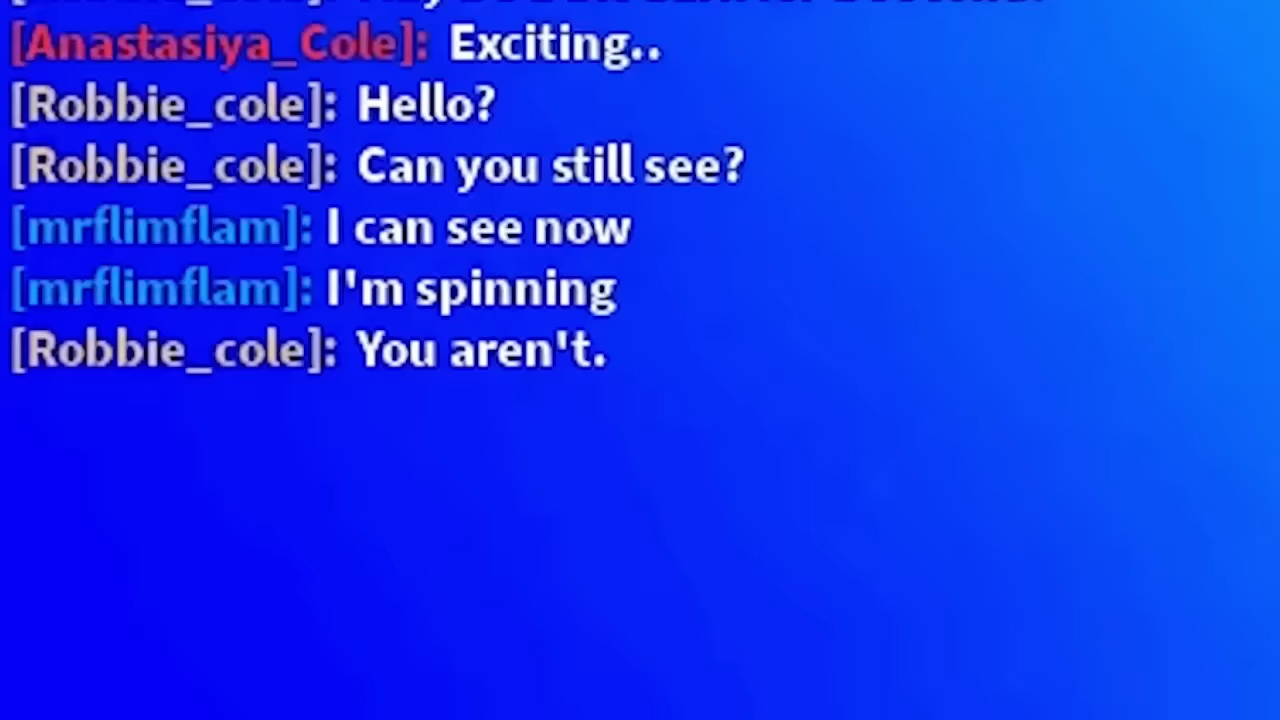 [Anastasiya_Cole]: Exciting..
[Robbie_cole]: Hello?
[Robbie_cole]: Can you still see?
[mrflimflam]: I can see now
[mrflimflam]: I'm spinning
[Robbie_cole]: You aren't.